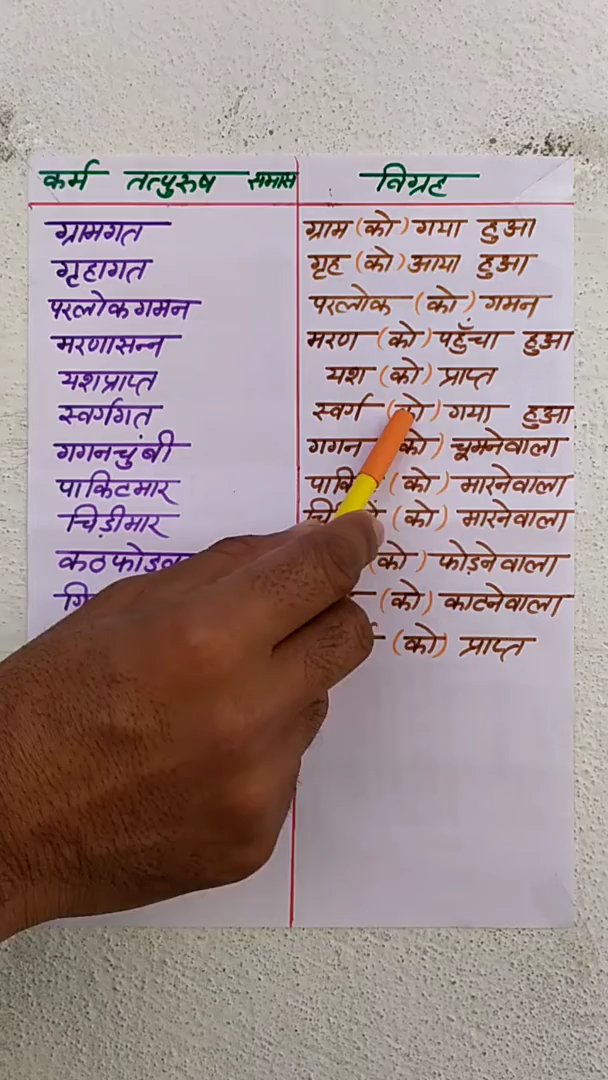 कर्म तत्पुरुष समास विग्रह
ग्रामगत ग्राम (को) गया हुआ
गृहागत गृह (को) आया हुआ
परलोकगमन परलोक (को) गमन
मरणासन्न मरण (को) पहुँचा हुआ
यशप्राप्त यश (को) प्राप्त
स्वर्गगत स्वर्ग (को) गया हुआ
गगनचुंबी गगन को) चूमनेवाला
पाकिटमार (को) मारनेवाला
चिड़ीमार (को) मारनेवाला
(को) फोड़नेवाला
(को) काटनेवाला
(को) प्राप्त